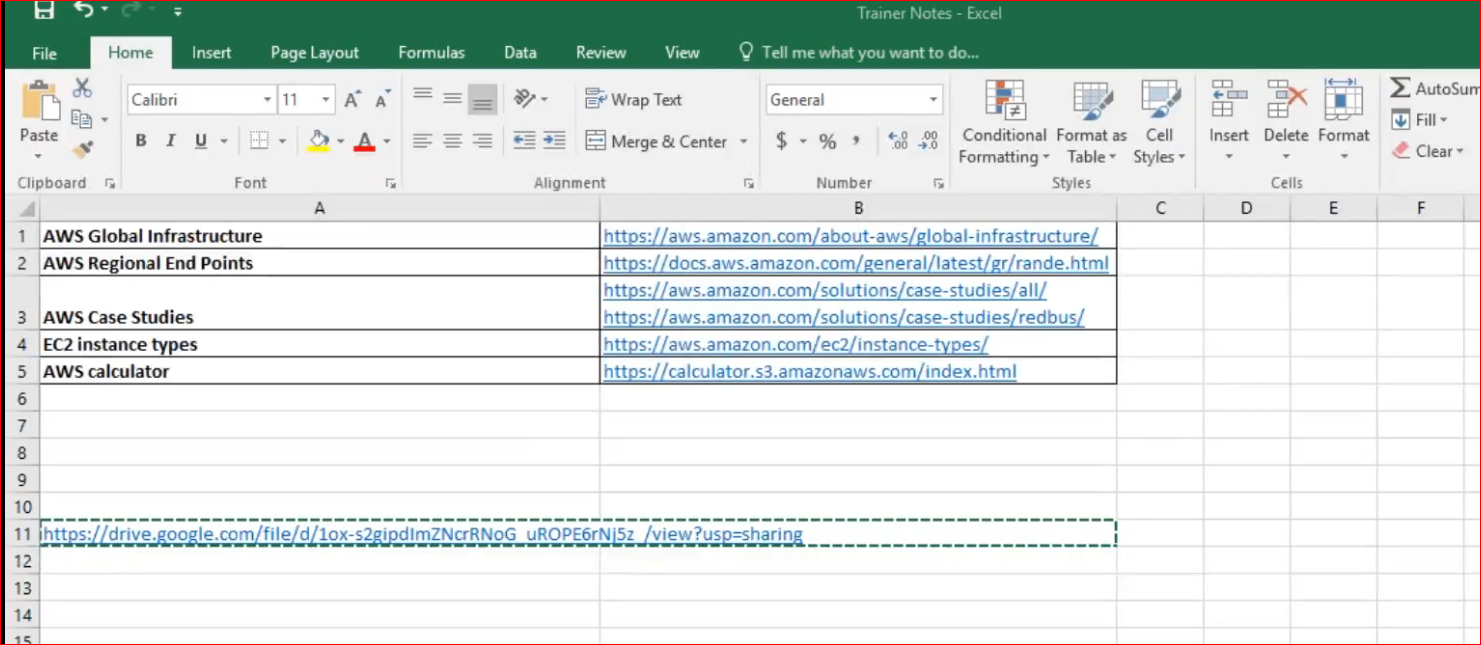 Trainer Notes - Excel
File Home Insert Page Layout Formulas Data Review View Tell me what you want to do...
Calibri 11 A A Wrap Text General AutoSum
Paste B I U A Merge & Center $ % , .0 .00 .00 .0 Conditional Formatting Format as Table Cell Styles Insert Delete Format Fill
Clear
Clipboard Font Alignment Number Styles Cells
A B C D E F
1 AWS Global Infrastructure https://aws.amazon.com/about-aws/global-infrastructure/
2 AWS Regional End Points https://docs.aws.amazon.com/general/latest/gr/rande.html
https://aws.amazon.com/solutions/case-studies/all/
3 AWS Case Studies https://aws.amazon.com/solutions/case-studies/redbus/
4 EC2 instance types https://aws.amazon.com/ec2/instance-types/
5 AWS calculator https://calculator.s3.amazonaws.com/index.html
6
7
8
9
10
11 https://drive.google.com/file/d/1ox-s2gipdImZNcrRNoG_uROPE6rNj5z_/view?usp=sharing
12
13
14
15